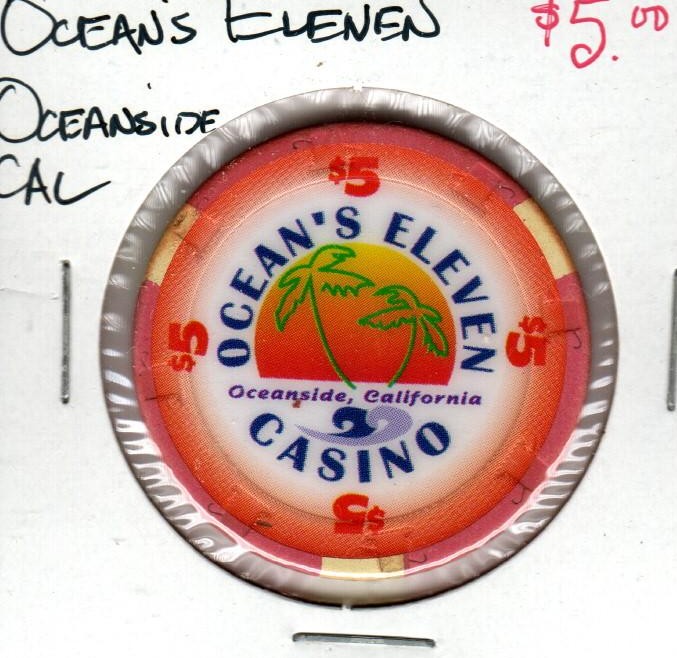 OCEAN'S ELEVEN
$5.00
OCEANSIDE
CAL
$5
OCEAN'S ELEVEN
$5
$5
Oceanside, California
CASINO
$5